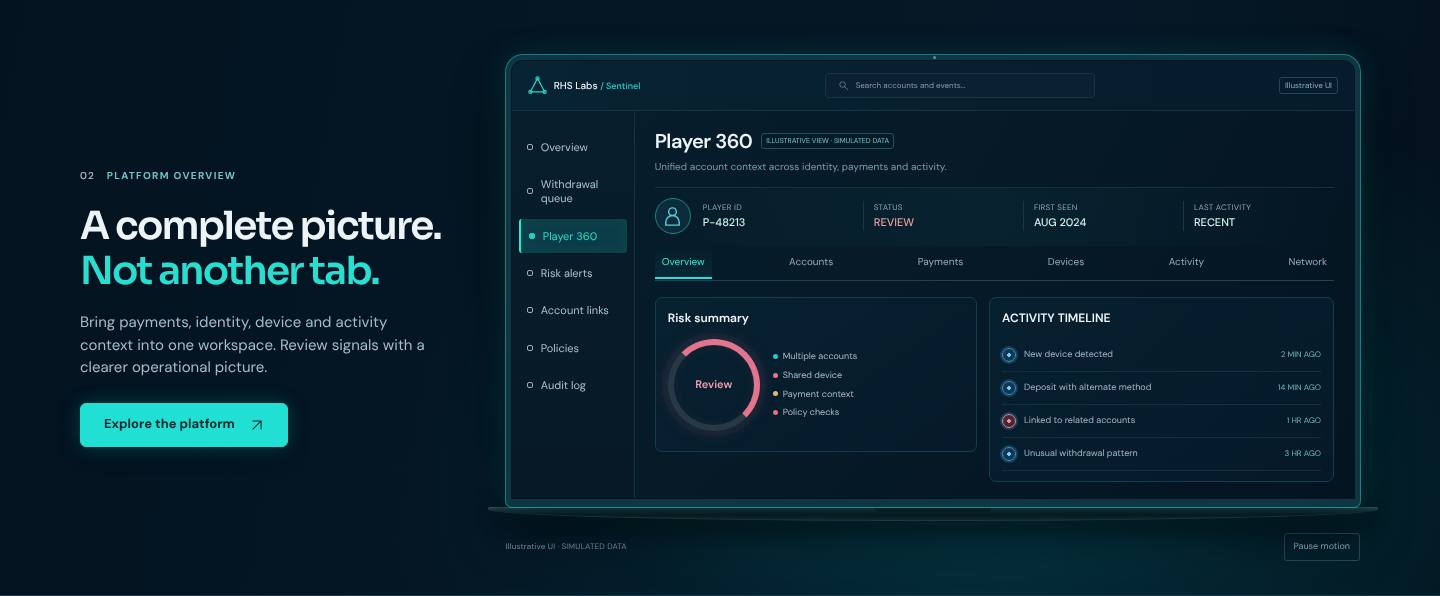 02 PLATFORM OVERVIEW
A complete picture.
Not another tab.
Bring payments, identity, device and activity
context into one workspace. Review signals with a
clearer operational picture.
Explore the platform
RHS Labs / Sentinel
Search accounts and events...
Illustrative UI
Overview
Withdrawal
queue
Player 360
Risk alerts
Account links
Policies
Audit log
Player 360 ILLUSTRATIVE VIEW · SIMULATED DATA
Unified account context across identity, payments and activity.
PLAYER ID
P-48213
STATUS
REVIEW
FIRST SEEN
AUG 2024
LAST ACTIVITY
RECENT
Overview Accounts Payments Devices Activity Network
Risk summary
Review
Multiple accounts
Shared device
Payment context
Policy checks
ACTIVITY TIMELINE
New device detected 2 MIN AGO
Deposit with alternate method 14 MIN AGO
Linked to related accounts 1 HR AGO
Unusual withdrawal pattern 3 HR AGO
Illustrative UI · SIMULATED DATA
Pause motion